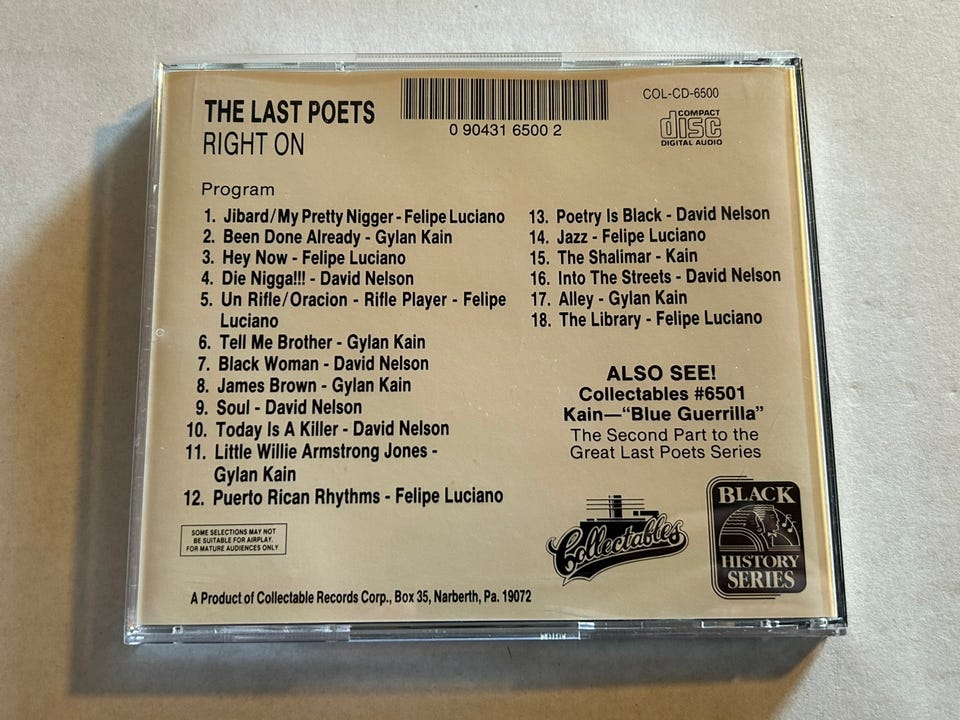 THE LAST POETS
RIGHT ON
0 90431 6500 2
COL-CD-6500
COMPACT
disc
DIGITAL AUDIO
Program
1. Jibard/My Pretty Nigger - Felipe Luciano
2. Been Done Already - Gylan Kain
3. Hey Now - Felipe Luciano
4. Die Nigga!!! - David Nelson
5. Un Rifle/Oracion - Rifle Player - Felipe
Luciano
6. Tell Me Brother - Gylan Kain
7. Black Woman - David Nelson
8. James Brown - Gylan Kain
9. Soul - David Nelson
10. Today Is A Killer - David Nelson
11. Little Willie Armstrong Jones -
Gylan Kain
12. Puerto Rican Rhythms - Felipe Luciano
13. Poetry Is Black - David Nelson
14. Jazz - Felipe Luciano
15. The Shalimar - Kain
16. Into The Streets - David Nelson
17. Alley - Gylan Kain
18. The Library - Felipe Luciano
ALSO SEE!
Collectables #6501
Kain—“Blue Guerrilla”
The Second Part to the
Great Last Poets Series
SOME SELECTIONS MAY NOT
BE SUITABLE FOR AIRPLAY.
FOR MATURE AUDIENCES ONLY
Collectables
BLACK
HISTORY
SERIES
A Product of Collectable Records Corp., Box 35, Narberth, Pa. 19072